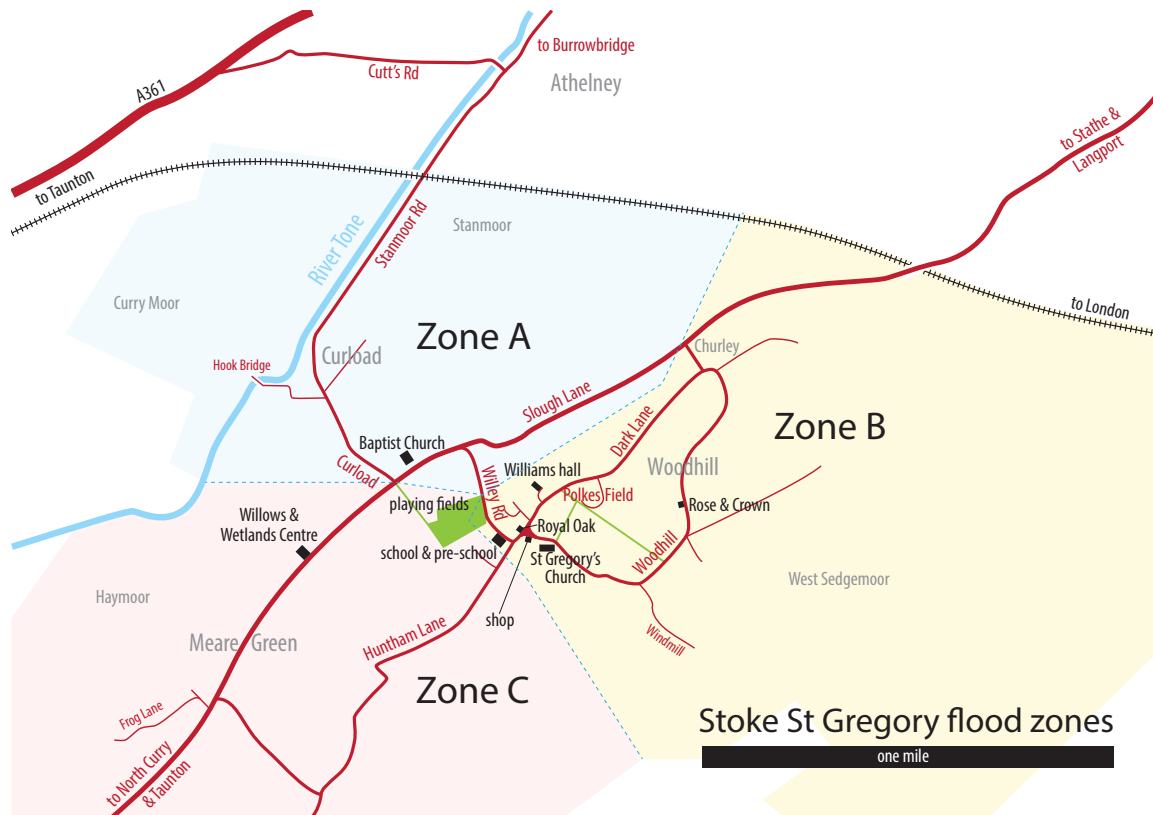 to Burrowbridge
Cutt's Rd
Athelney
A361
to Taunton
to Stathe &
Langport
River Tone
Stanmoor Rd
Stanmoor
Curry Moor
to London
Zone A
Curload
Hook Bridge
Churley
Slough Lane
Dark Lane
Zone B
Baptist Church
Curload
Willey Rd
Williams hall
Woodhill
Polkes Field
playing fields
Rose & Crown
Willows &
Wetlands Centre
Royal Oak
school & pre-school
St Gregory's
Church
Woodhill
West Sedgemoor
Haymoor
shop
Meare Green
Huntham Lane
Windmill
Zone C
Frog Lane
to North Curry
& Taunton
Stoke St Gregory flood zones
one mile